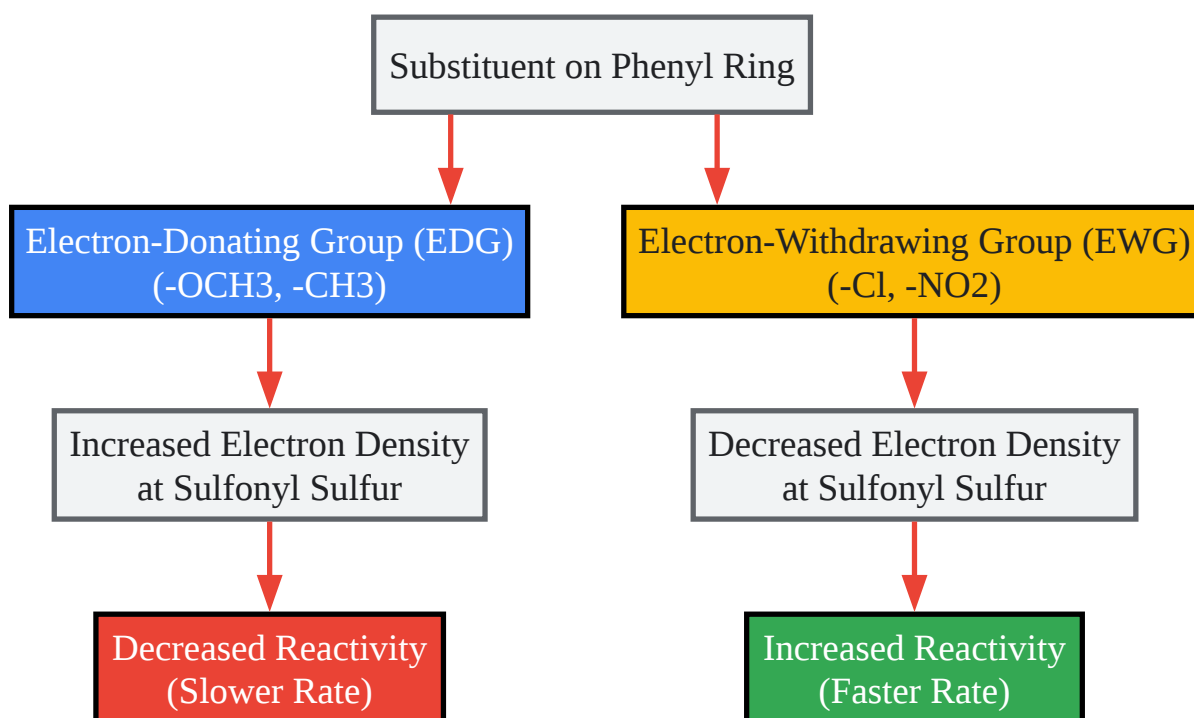 Substituent on Phenyl Ring
Electron-Donating Group (EDG)
(-OCH3, -CH3)
Electron-Withdrawing Group (EWG)
(-Cl, -NO2)
Increased Electron Density
at Sulfonyl Sulfur
Decreased Electron Density
at Sulfonyl Sulfur
Decreased Reactivity
(Slower Rate)
Increased Reactivity
(Faster Rate)